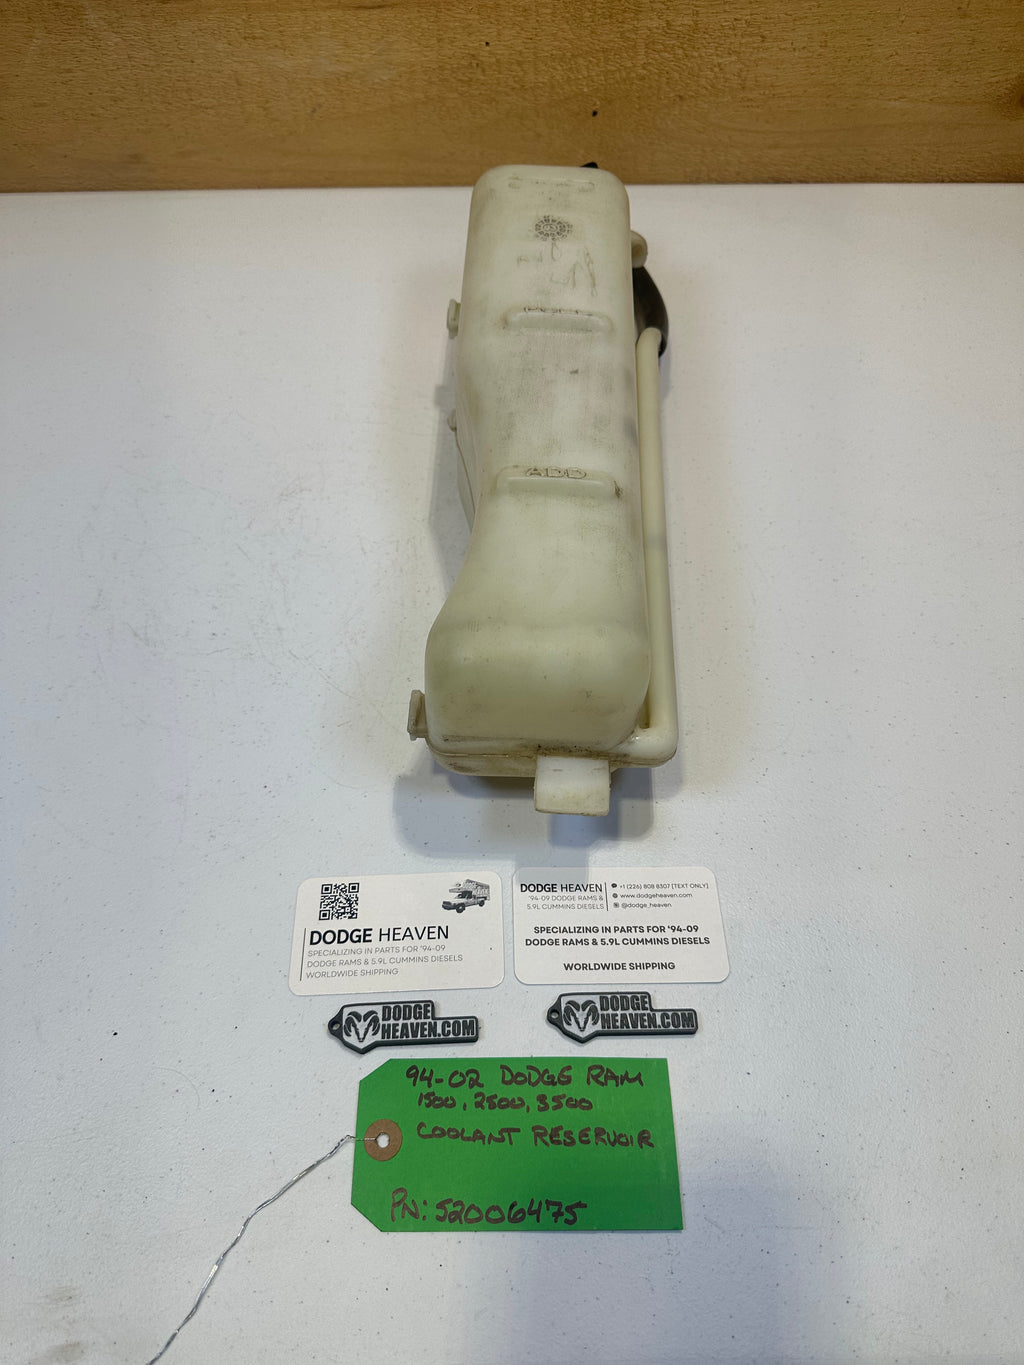 ADD
DODGE HEAVEN
SPECIALIZING IN PARTS FOR '94-09
DODGE RAMS & 5.9L CUMMINS DIESELS
WORLDWIDE SHIPPING
DODGE HEAVEN
'94-09 DODGE RAMS &
5.9L CUMMINS DIESELS
+1 (226) 808 8307 [TEXT ONLY]
www.dodgeheaven.com
@dodge_heaven
SPECIALIZING IN PARTS FOR '94-09
DODGE RAMS & 5.9L CUMMINS DIESELS
WORLDWIDE SHIPPING
DODGE
HEAVEN.COM
DODGE
HEAVEN.COM
94-02 DODGE RAM
1500, 2500, 3500
COOLANT RESERVOIR
PN: 52006475